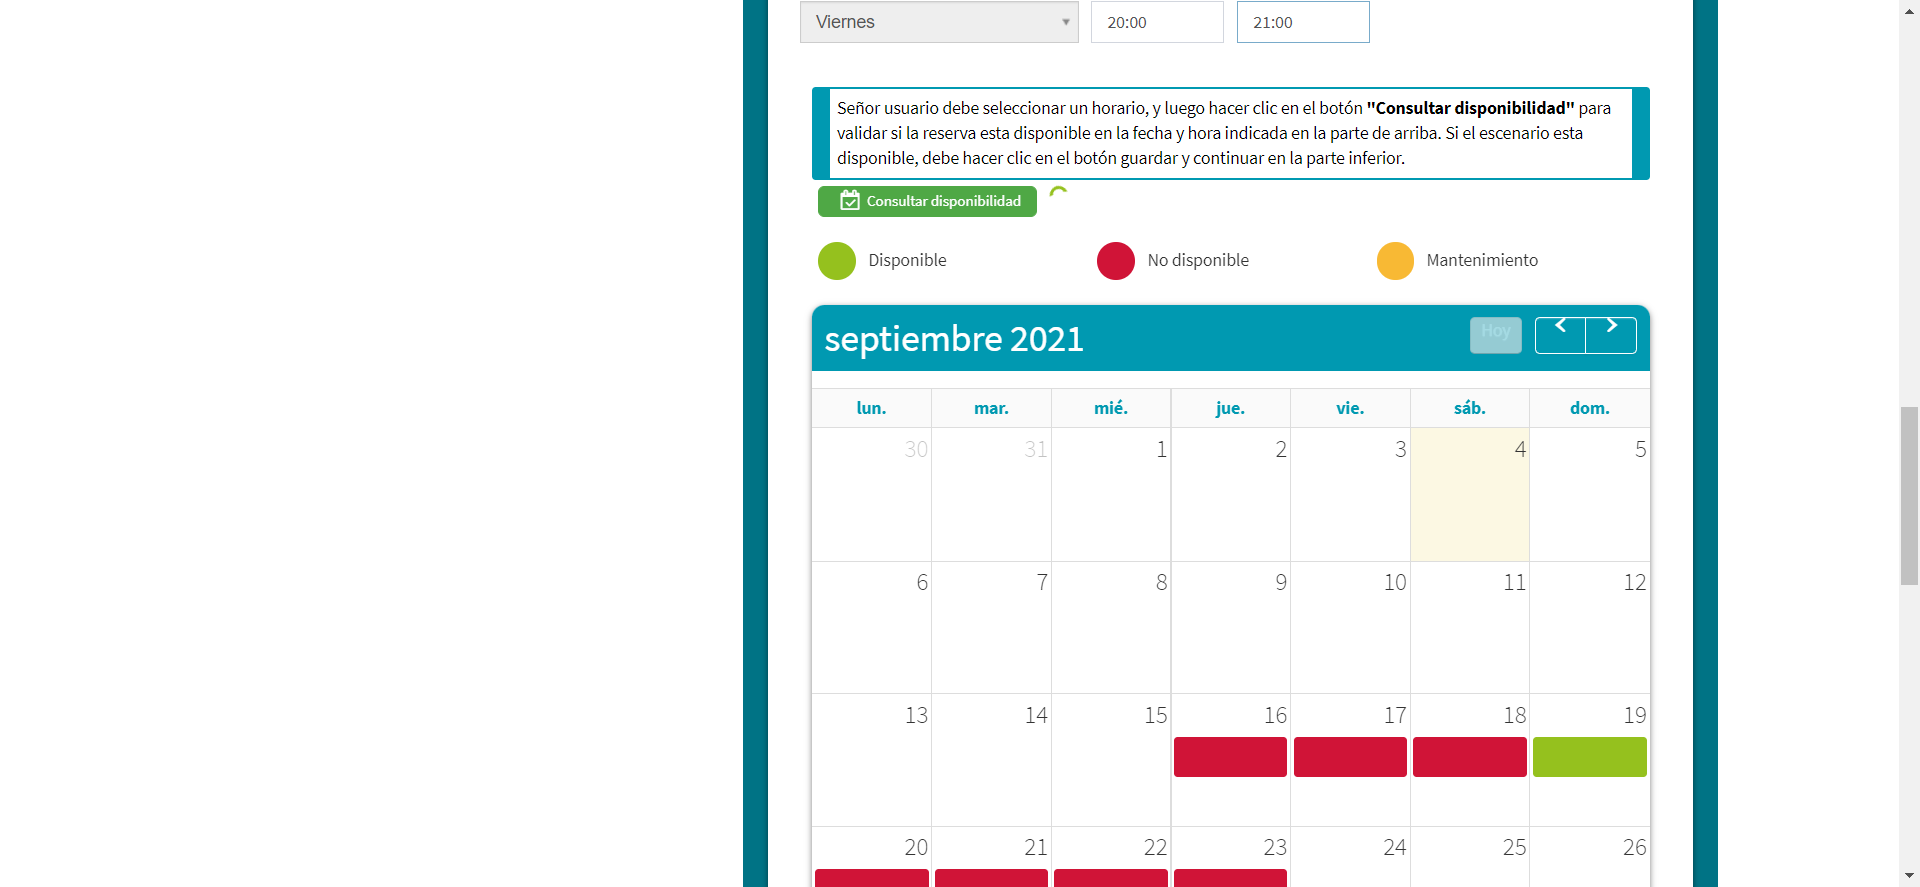 Viernes 20:00 21:00
Señor usuario debe seleccionar un horario, y luego hacer clic en el botón "Consultar disponibilidad" para
validar si la reserva esta disponible en la fecha y hora indicada en la parte de arriba. Si el escenario esta
disponible, debe hacer clic en el botón guardar y continuar en la parte inferior.
Consultar disponibilidad
Disponible No disponible Mantenimiento
septiembre 2021 Hoy
lun. mar. mié. jue. vie. sáb. dom.
30 31 1 2 3 4 5
6 7 8 9 10 11 12
13 14 15 16 17 18 19
20 21 22 23 24 25 26